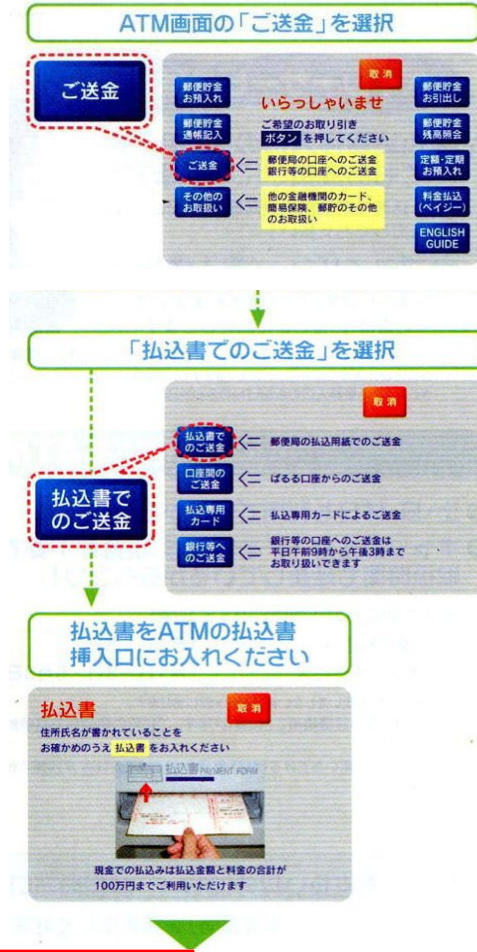 ATM画面の「ご送金」を選択
ご送金
取消
郵便貯金
お預入れ
郵便貯金
通帳記入
ご送金
その他の
お取扱い
いらっしゃいませ
ご希望のお取り引き
ボタン を押してください
郵便局の口座へのご送金
銀行等の口座へのご送金
他の金融機関のカード、
簡易保険、郵貯のその他
のお取扱い
郵便貯金
お引出し
郵便貯金
残高照会
定額・定期
お預入れ
料金払込
(ペイジー)
ENGLISH
GUIDE
「払込書でのご送金」を選択
払込書で
のご送金
取消
払込書で
のご送金
郵便局の払込用紙でのご送金
口座間の
ご送金
ぱるる口座からのご送金
払込専用
カード
払込専用カードによるご送金
銀行等へ
のご送金
銀行等の口座へのご送金は
平日午前9時から午後3時まで
お取り扱いできます
払込書をATMの払込書
挿入口にお入れください
払込書
取消
住所氏名が書かれていることを
お確かめのうえ 払込書 をお入れください
払込書 PAYMENT FORM
現金での払込みは払込金額と料金の合計が
100万円までご利用いただけます